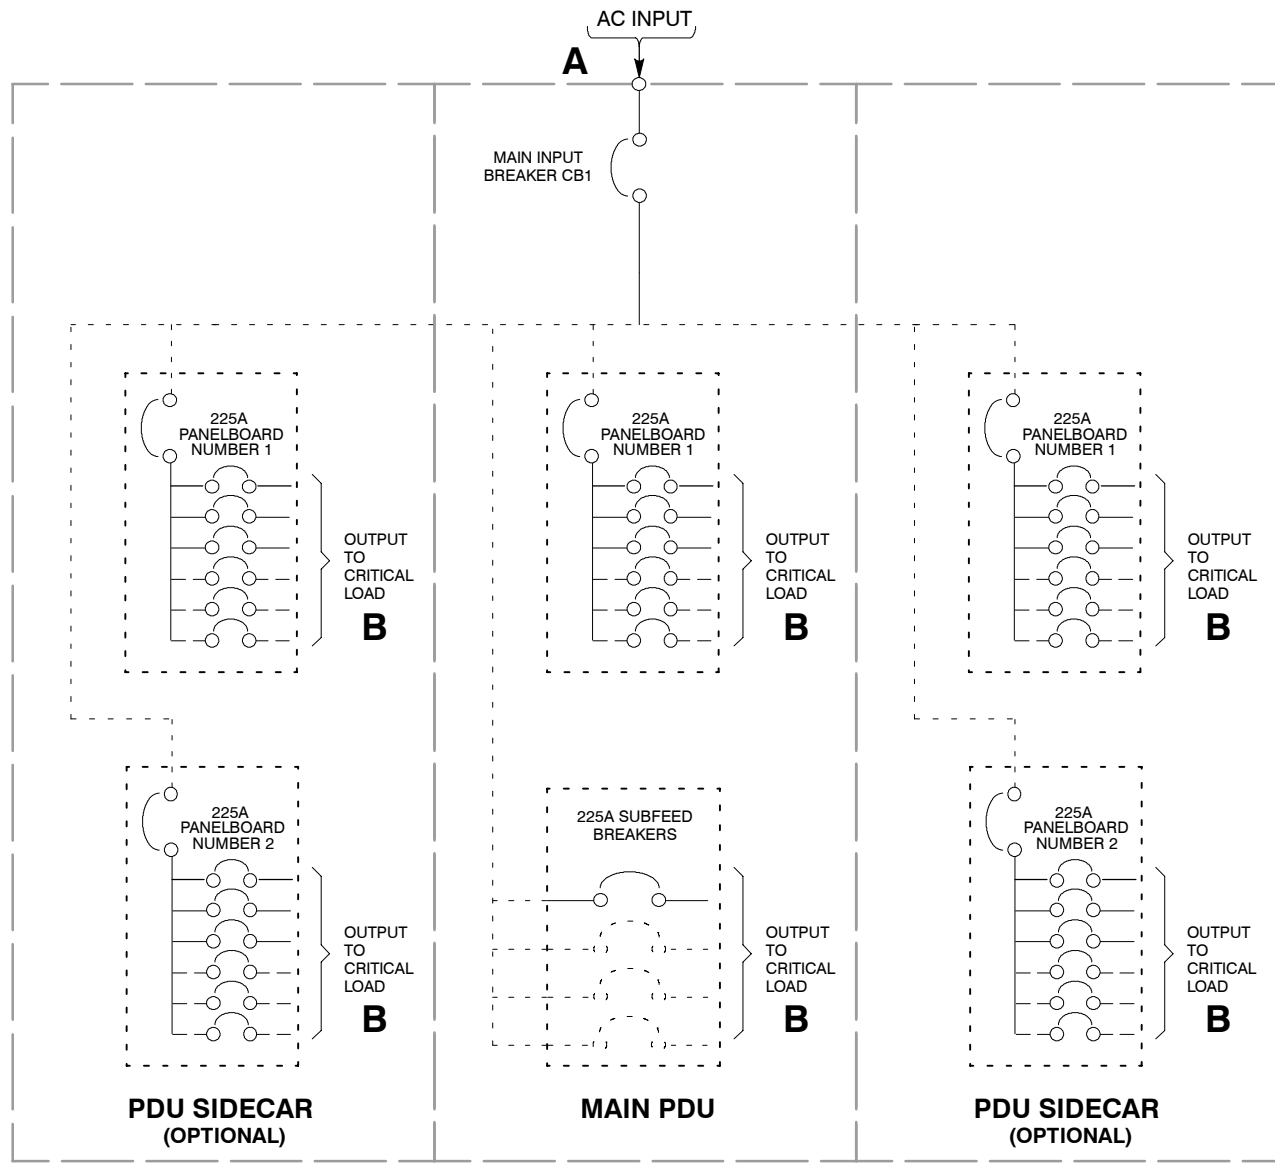 AC INPUT
A
MAIN INPUT
BREAKER CB1
225A
PANELBOARD
NUMBER 1
OUTPUT
TO
CRITICAL
LOAD
B
225A
PANELBOARD
NUMBER 2
OUTPUT
TO
CRITICAL
LOAD
B
PDU SIDECAR
(OPTIONAL)
225A
PANELBOARD
NUMBER 1
OUTPUT
TO
CRITICAL
LOAD
B
225A SUBFEED
BREAKERS
OUTPUT
TO
CRITICAL
LOAD
B
MAIN PDU
225A
PANELBOARD
NUMBER 1
OUTPUT
TO
CRITICAL
LOAD
B
225A
PANELBOARD
NUMBER 2
OUTPUT
TO
CRITICAL
LOAD
B
PDU SIDECAR
(OPTIONAL)